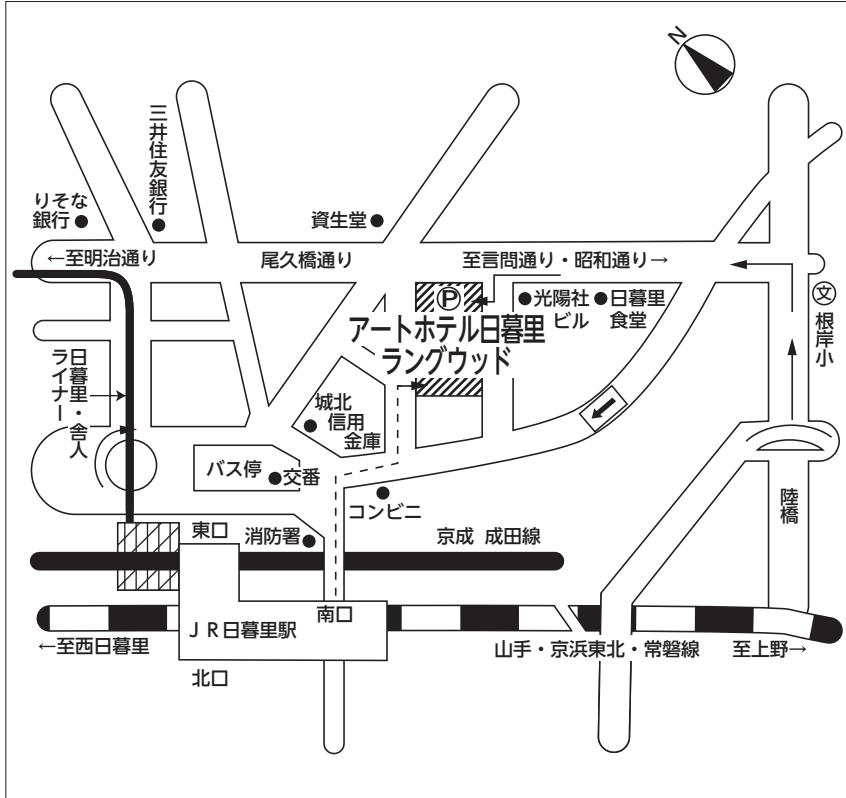 N
三井住友銀行
りそな
銀行
資生堂
←至明治通り
尾久橋通り
至言問通り・昭和通り→
P
光陽社
ビル
日暮里
食堂
文
根岸小
アートホテル日暮里
ラングウッド
日暮里・舎人
ライナー
城北
信用
金庫
バス停
交番
コンビニ
陸橋
東口
消防署
京成 成田線
南口
JR日暮里駅
←至西日暮里
山手・京浜東北・常磐線
至上野→
北口